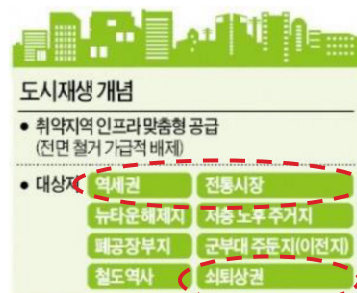 도시재생 개념
• 취약지역 인프라 맞춤형 공급
(전면 철거 가급적 배제)
• 대상지 역세권 전통시장
뉴타운해제지 저층 노후 주거지
폐공장부지 군부대 주둔지(이전지)
철도역사 쇠퇴상권